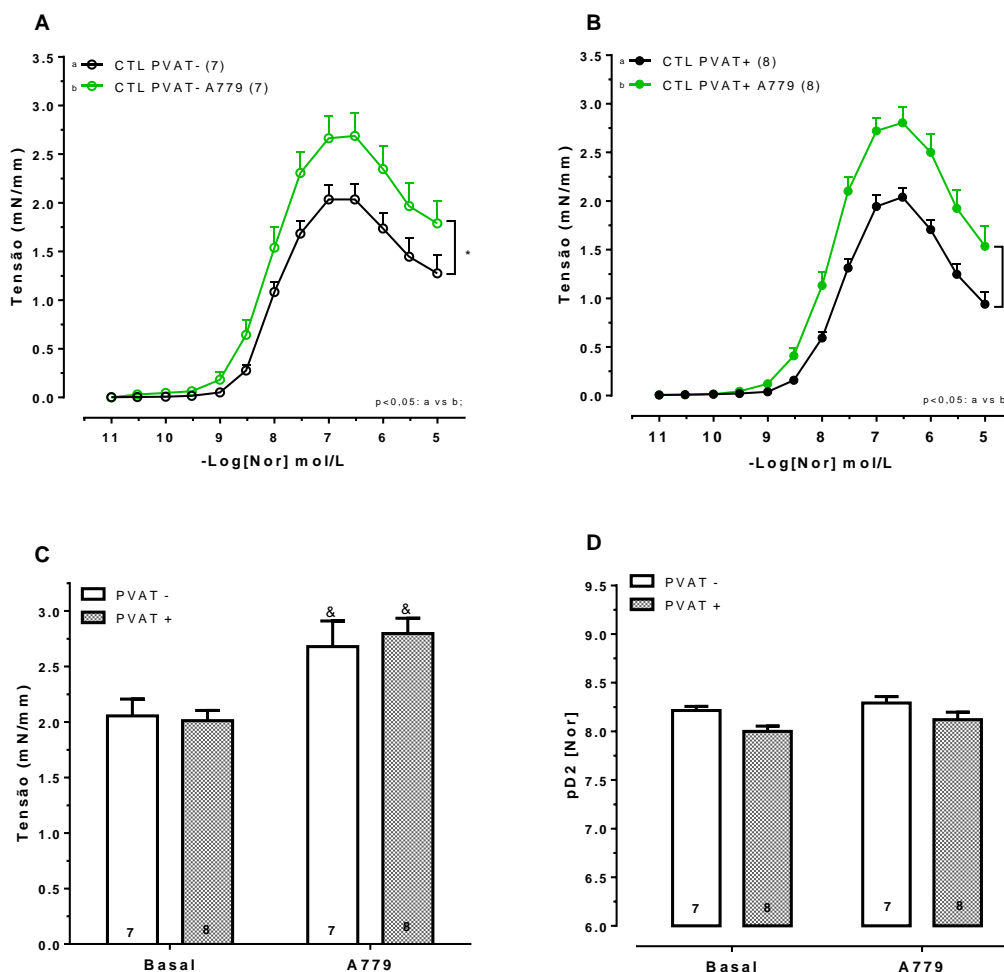 A
a CTL PVAT- (7)
b CTL PVAT- A779 (7)
Tensão (mN/mm)
3.5
3.0
2.5
2.0
1.5
1.0
0.5
0.0
*
p<0,05: a vs b;
11 10 9 8 7 6 5
-Log[Nor] mol/L
B
a CTL PVAT+ (8)
b CTL PVAT+ A779 (8)
Tensão (mN/mm)
3.5
3.0
2.5
2.0
1.5
1.0
0.5
0.0
p<0,05: a vs b
11 10 9 8 7 6 5
-Log[Nor] mol/L
C
PVAT -
PVAT +
Tensão (mN/mm)
3.0
2.5
2.0
1.5
1.0
0.5
0.0
& &
7 8 7 8
Basal A779
D
PVAT -
PVAT +
pD2 [Nor]
9.5
9.0
8.5
8.0
7.5
7.0
6.5
6.0
7 8 7 8
Basal A779